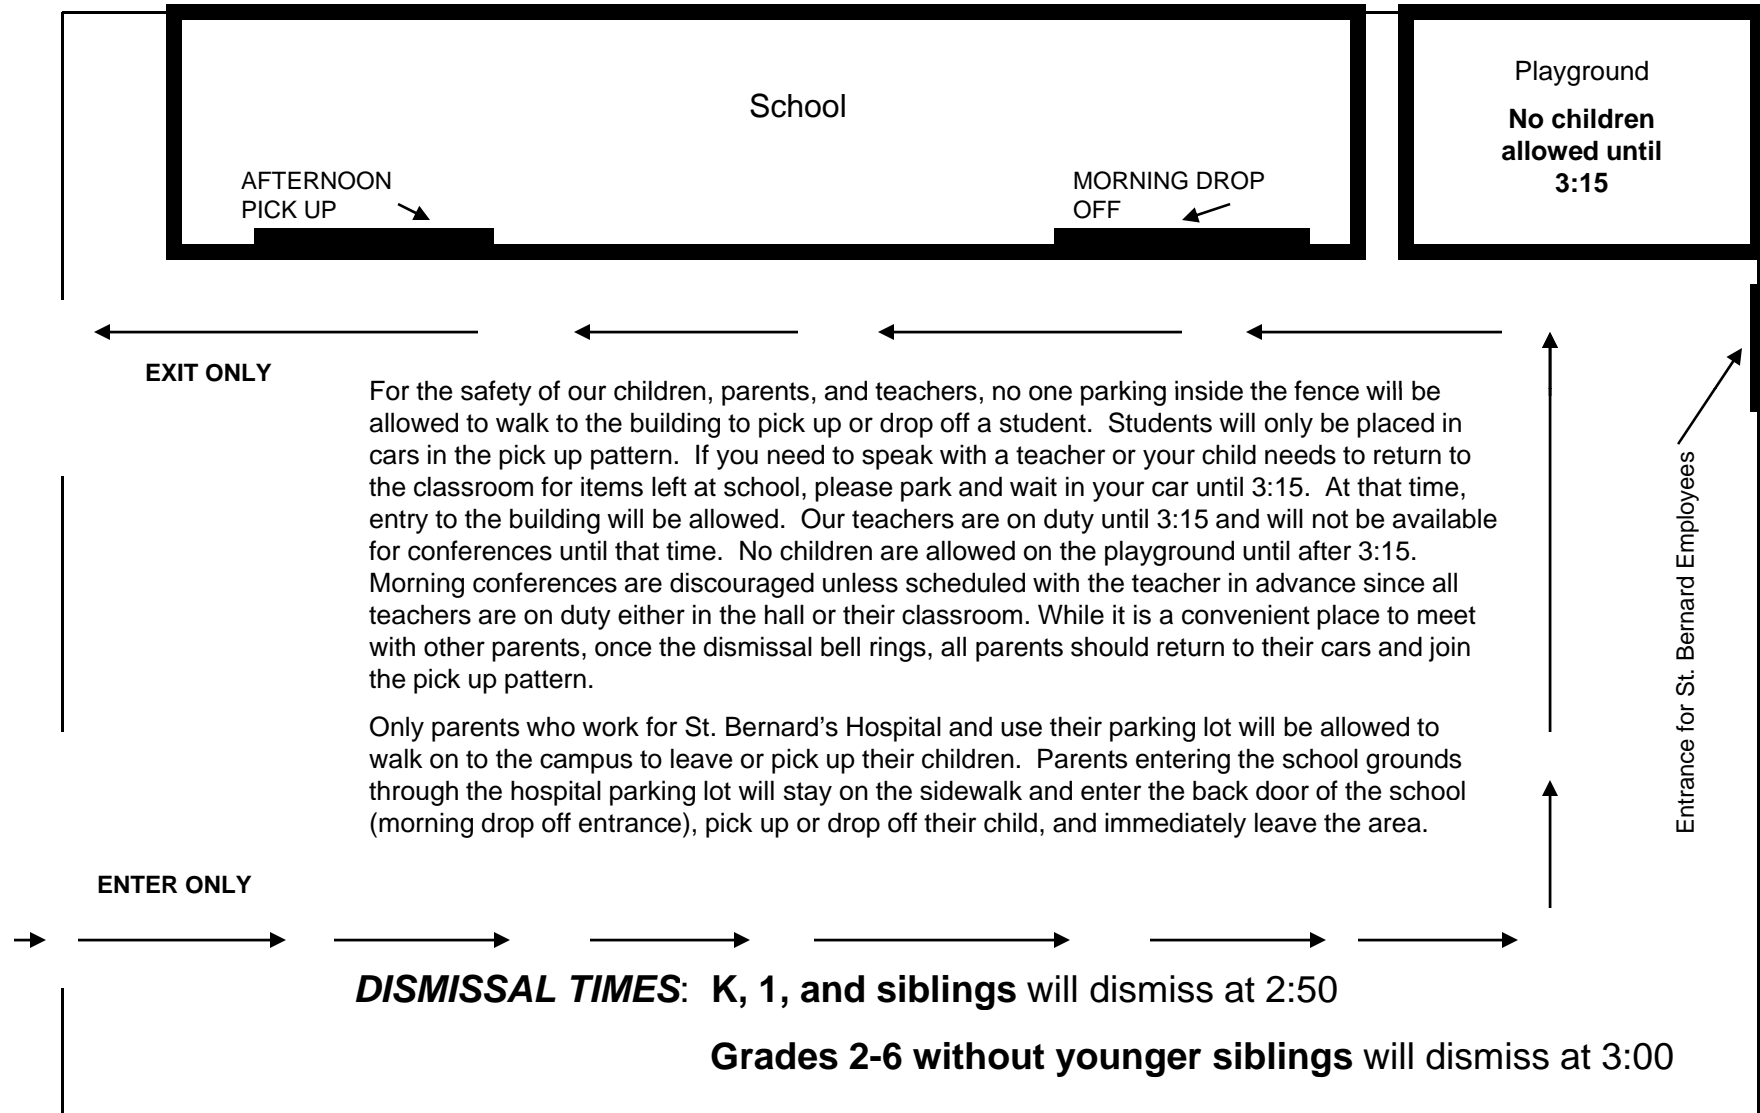 School
Playground
No children
allowed until
3:15
AFTERNOON
PICK UP
MORNING DROP
OFF
EXIT ONLY
For the safety of our children, parents, and teachers, no one parking inside the fence will be
allowed to walk to the building to pick up or drop off a student.  Students will only be placed in
cars in the pick up pattern.  If you need to speak with a teacher or your child needs to return to
the classroom for items left at school, please park and wait in your car until 3:15.  At that time,
entry to the building will be allowed.  Our teachers are on duty until 3:15 and will not be available
for conferences until that time.  No children are allowed on the playground until after 3:15.
Morning conferences are discouraged unless scheduled with the teacher in advance since all
teachers are on duty either in the hall or their classroom. While it is a convenient place to meet
with other parents, once the dismissal bell rings, all parents should return to their cars and join
the pick up pattern.
Only parents who work for St. Bernard's Hospital and use their parking lot will be allowed to
walk on to the campus to leave or pick up their children.  Parents entering the school grounds
through the hospital parking lot will stay on the sidewalk and enter the back door of the school
(morning drop off entrance), pick up or drop off their child, and immediately leave the area.
Entrance for St. Bernard Employees
ENTER ONLY
DISMISSAL TIMES:  K, 1, and siblings will dismiss at 2:50
Grades 2-6 without younger siblings will dismiss at 3:00